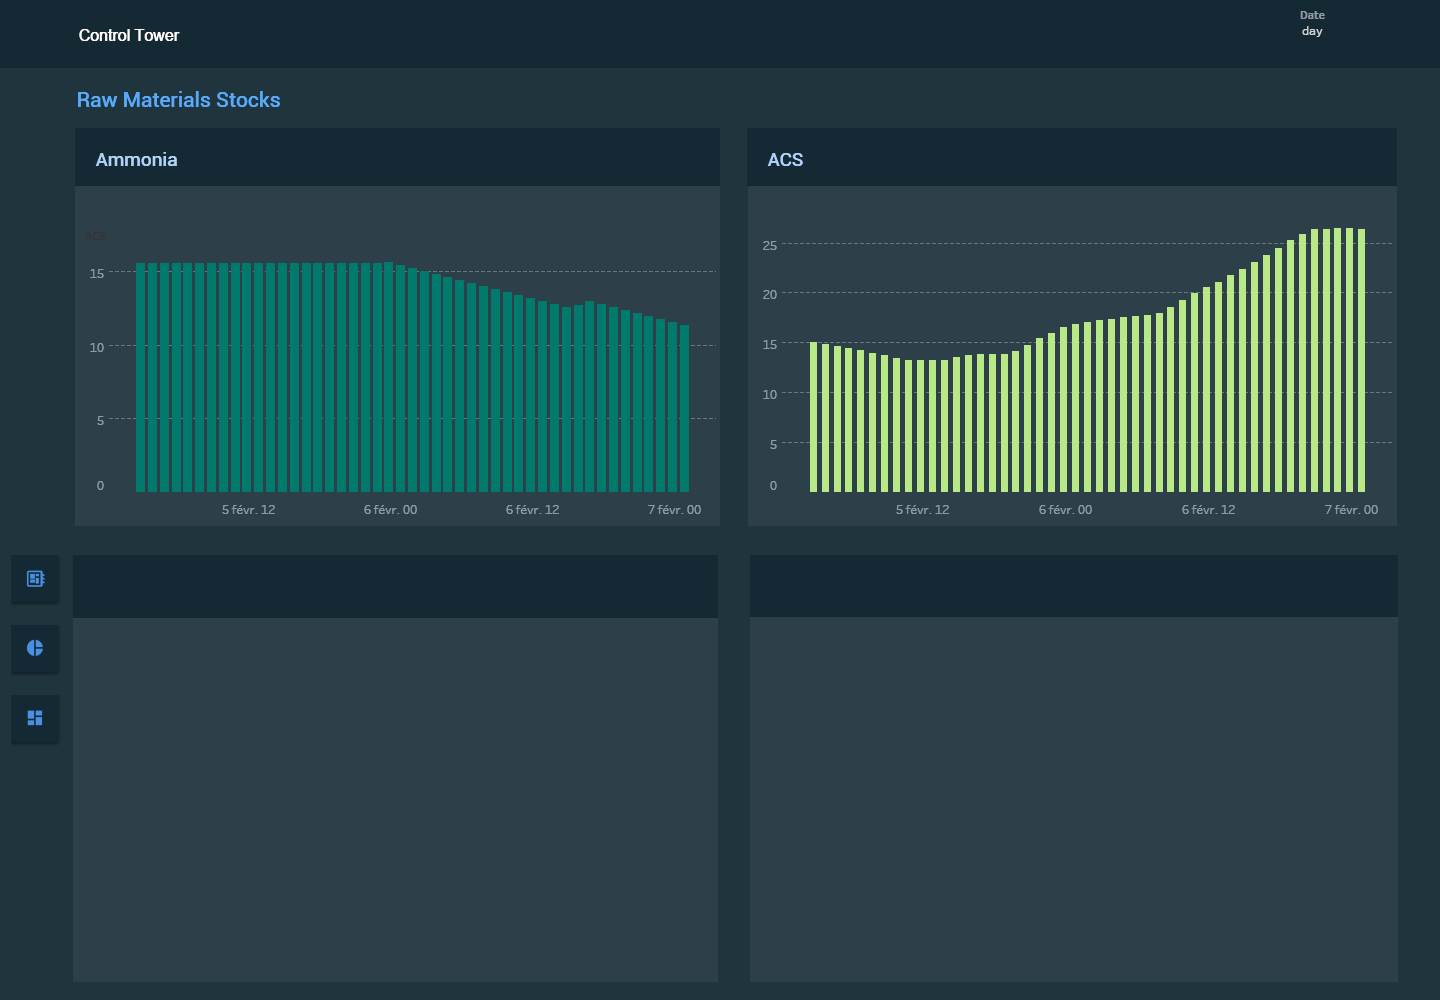 Control Tower
Date
day
Raw Materials Stocks
Ammonia
ACS
15
10
5
0
5 févr. 12
6 févr. 00
6 févr. 12
7 févr. 00
ACS
25
20
15
10
5
0
5 févr. 12
6 févr. 00
6 févr. 12
7 févr. 00